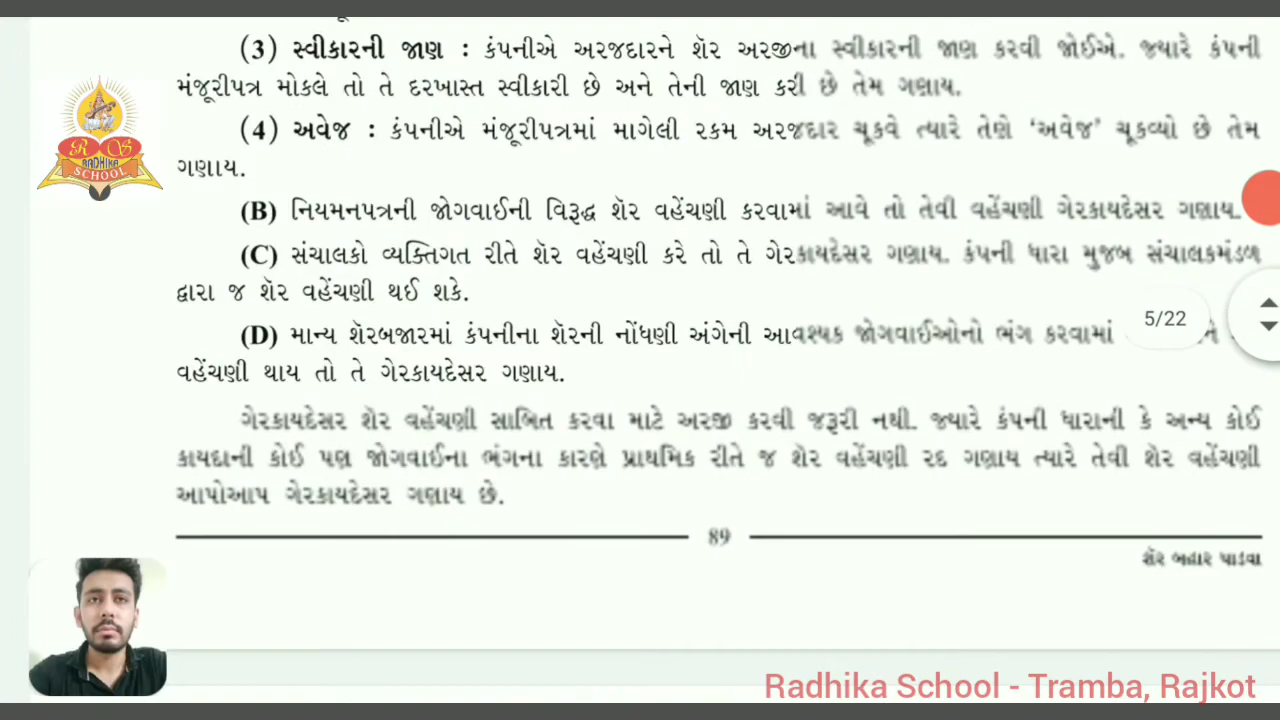 (3) સ્વીકારની જાણ : કંપનીએ અરજદારને શૅર અરજીના સ્વીકારની જાણ કરવી જોઈએ. જ્યારે કંપની
મંજૂરીપત્ર મોકલે તો તે દરખાસ્ત સ્વીકારી છે અને તેની જાણ કરી છે તેમ ગણાય.
(4) અવેજ : કંપનીએ મંજૂરીપત્રમાં માગેલી રકમ અરજદાર ચૂકવે ત્યારે તેણે ‘અવેજ’ ચૂકવ્યો છે તેમ
ગણાય.
(B) નિયમનપત્રની જોગવાઈની વિરૂદ્ધ શૅર વહેંચણી કરવામાં આવે તો તેવી વહેંચણી ગેરકાયદેસર ગણાય.
(C) સંચાલકો વ્યક્તિગત રીતે શૅર વહેંચણી કરે તો તે ગેરકાયદેસર ગણાય. કંપની ધારા મુજબ સંચાલકમંડળ
દ્વારા જ શૅર વહેંચણી થઈ શકે.
(D) માન્ય શૅરબજારમાં કંપનીના શૅરની નોંધણી અંગેની આવશ્યક જોગવાઈઓનો ભંગ કરવામાં
વહેંચણી થાય તો તે ગેરકાયદેસર ગણાય.
ગેરકાયદેસર શૅર વહેંચણી સાબિત કરવા માટે અરજી કરવી જરૂરી નથી. જ્યારે કંપની ધારાની કે અન્ય કોઈ
કાયદાની કોઈ પણ જોગવાઈના ભંગના કારણે પ્રાથમિક રીતે જ શૅર વહેંચણી રદ ગણાય ત્યારે તેવી શૅર વહેંચણી
આપોઆપ ગેરકાયદેસર ગણાય છે.
89
શૅર બહાર પાડવા
5/22
R S
RADHIKA
SCHOOL
Radhika School - Tramba, Rajkot